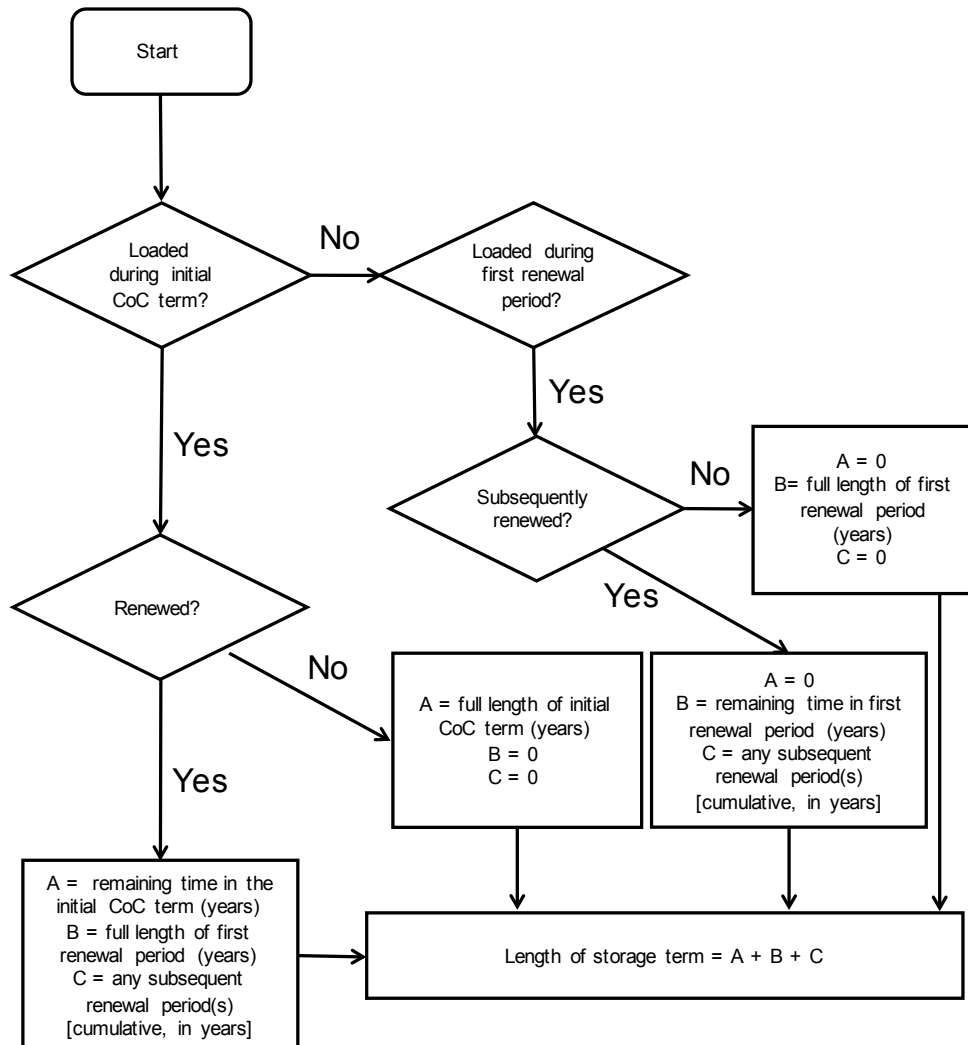 Start
Loaded
during initial
CoC term?
No
Loaded during
first renewal
period?
Yes
Yes
Subsequently
renewed?
No
A = 0
B= full length of first
renewal period
(years)
C = 0
Renewed?
Yes
No
A = full length of initial
CoC term (years)
B = 0
C = 0
A = 0
B = remaining time in first
renewal period (years)
C = any subsequent
renewal period(s)
[cumulative, in years]
Yes
A = remaining time in the
initial CoC term (years)
B = full length of first
renewal period (years)
C = any subsequent
renewal period(s)
[cumulative, in years]
Length of storage term = A + B + C